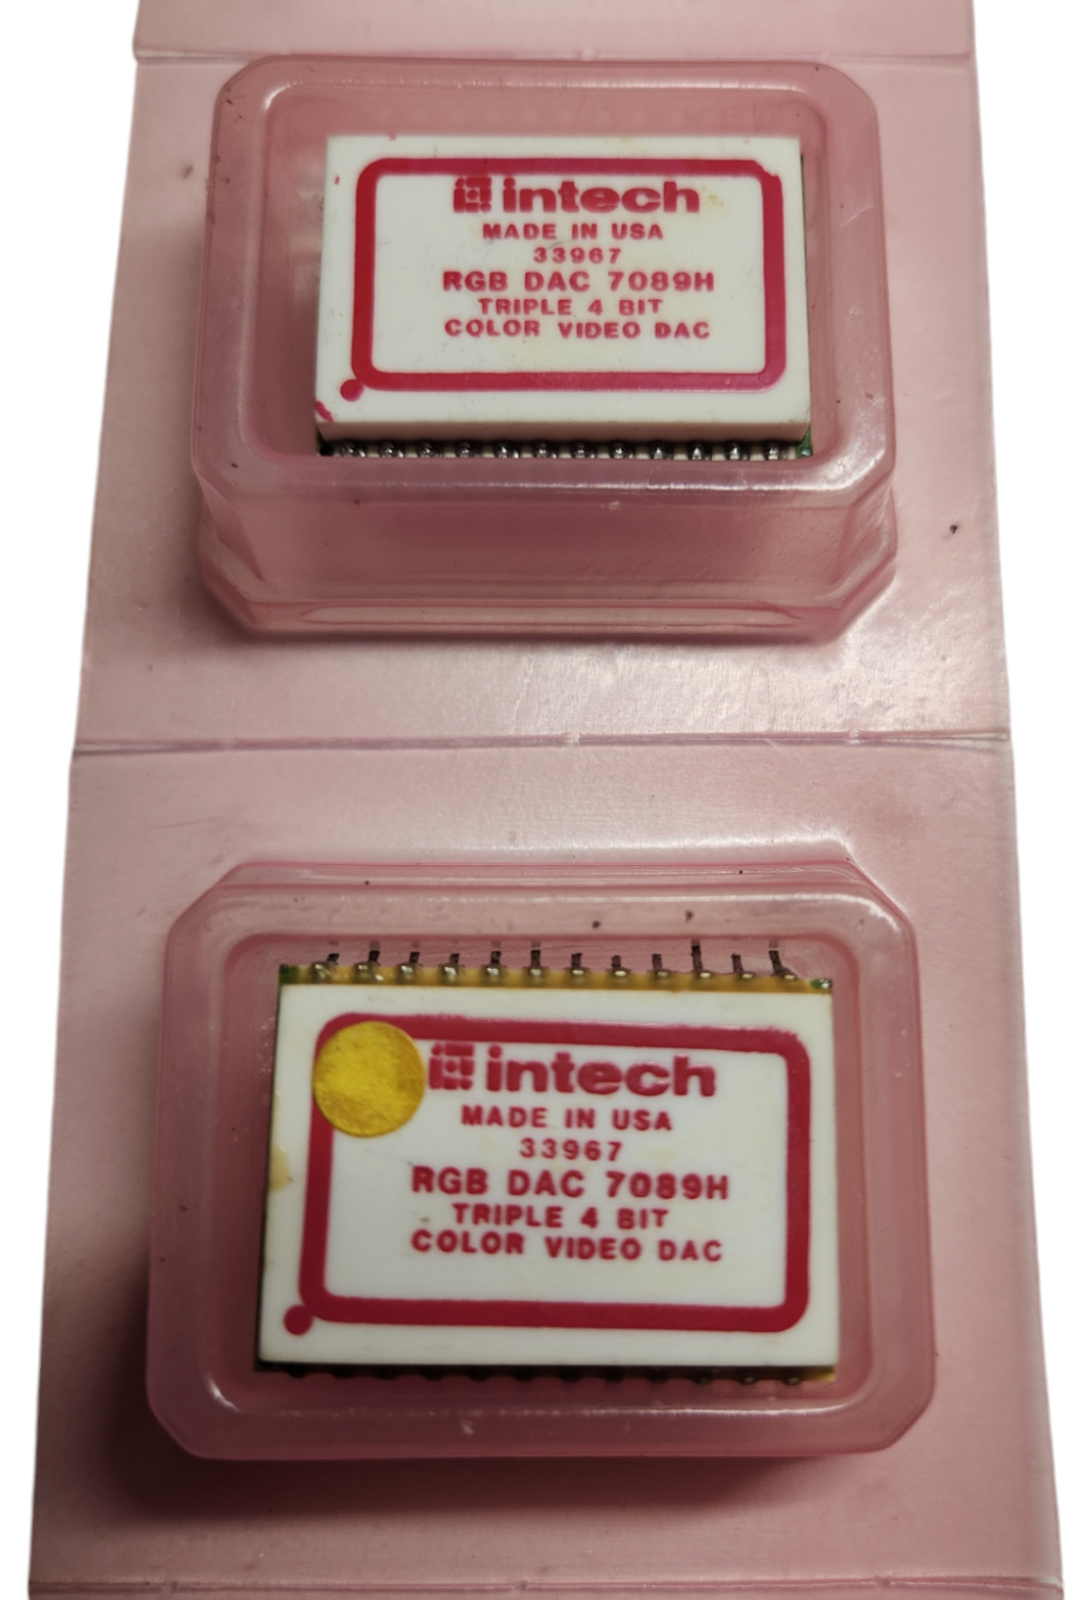 intech
MADE IN USA
33967
RGB DAC 7089H
TRIPLE 4 BIT
COLOR VIDEO DAC
intech
MADE IN USA
33967
RGB DAC 7089H
TRIPLE 4 BIT
COLOR VIDEO DAC